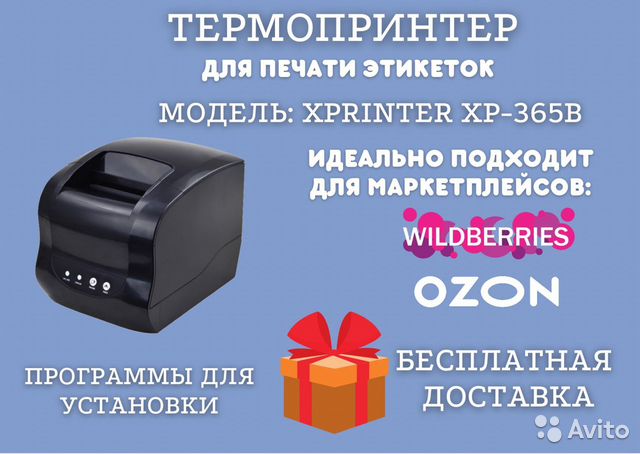 ТЕРМОПРИНТЕР
ДЛЯ ПЕЧАТИ ЭТИКЕТОК
МОДЕЛЬ: XPRINTER XP-365B
ИДЕАЛЬНО ПОДХОДИТ
ДЛЯ МАРКЕТПЛЕЙСОВ:
WILDBERRIES
OZON
БЕСПЛАТНАЯ
ДОСТАВКА
ПРОГРАММЫ ДЛЯ
УСТАНОВКИ
Avito